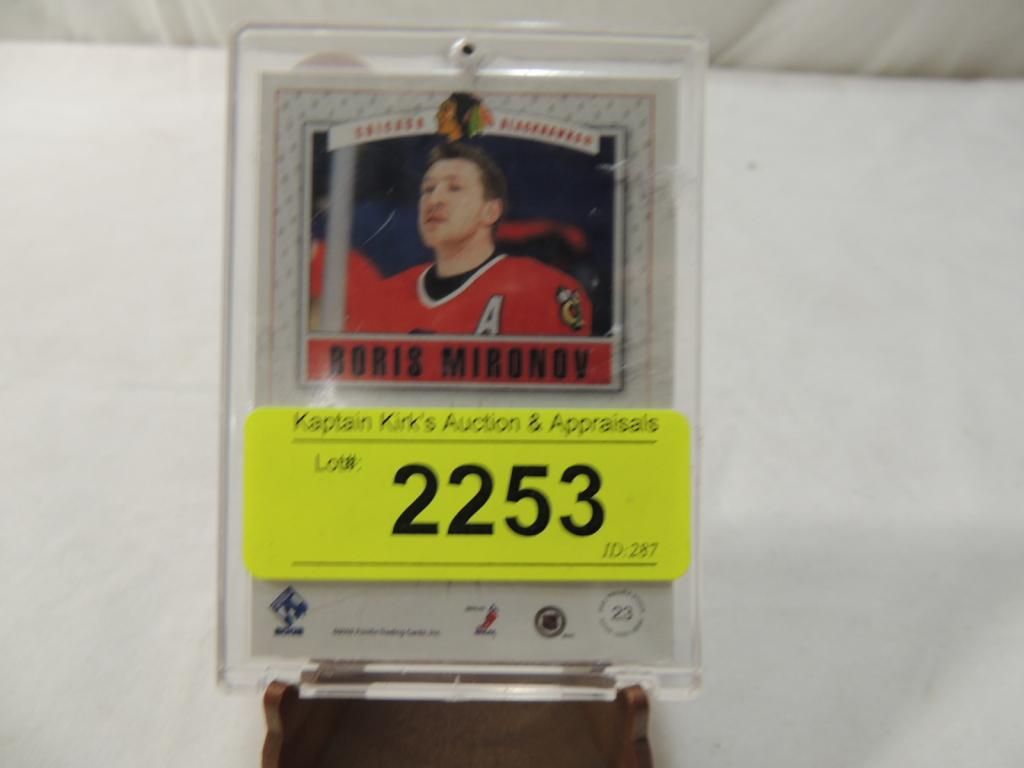 CHICAGO BLACKHAWKS
A
BORIS MIRONOV
Kaptain Kirk's Auction & Appraisals
Lot#:
2253
ID:287
23